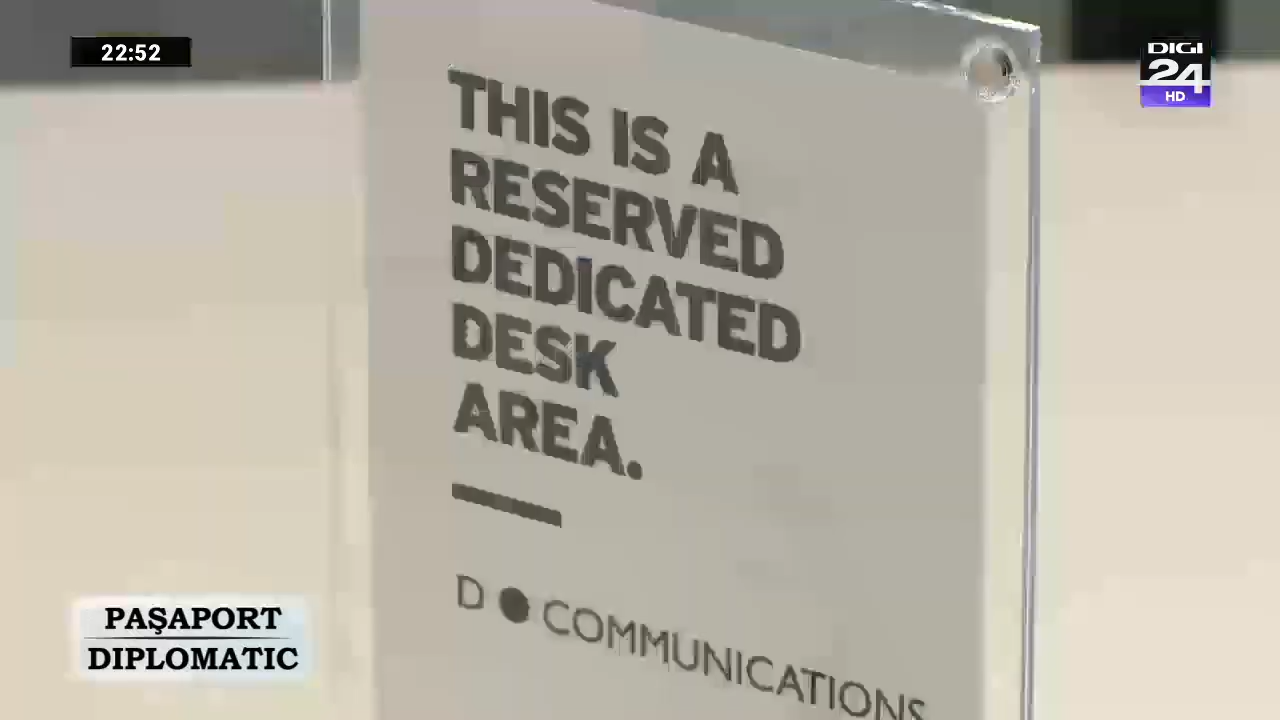 22:52
DIGI
24
HD
THIS IS A
RESERVED
DEDICATED
DESK
AREA.
D ● COMMUNICATIONS
PAŞAPORT
DIPLOMATIC